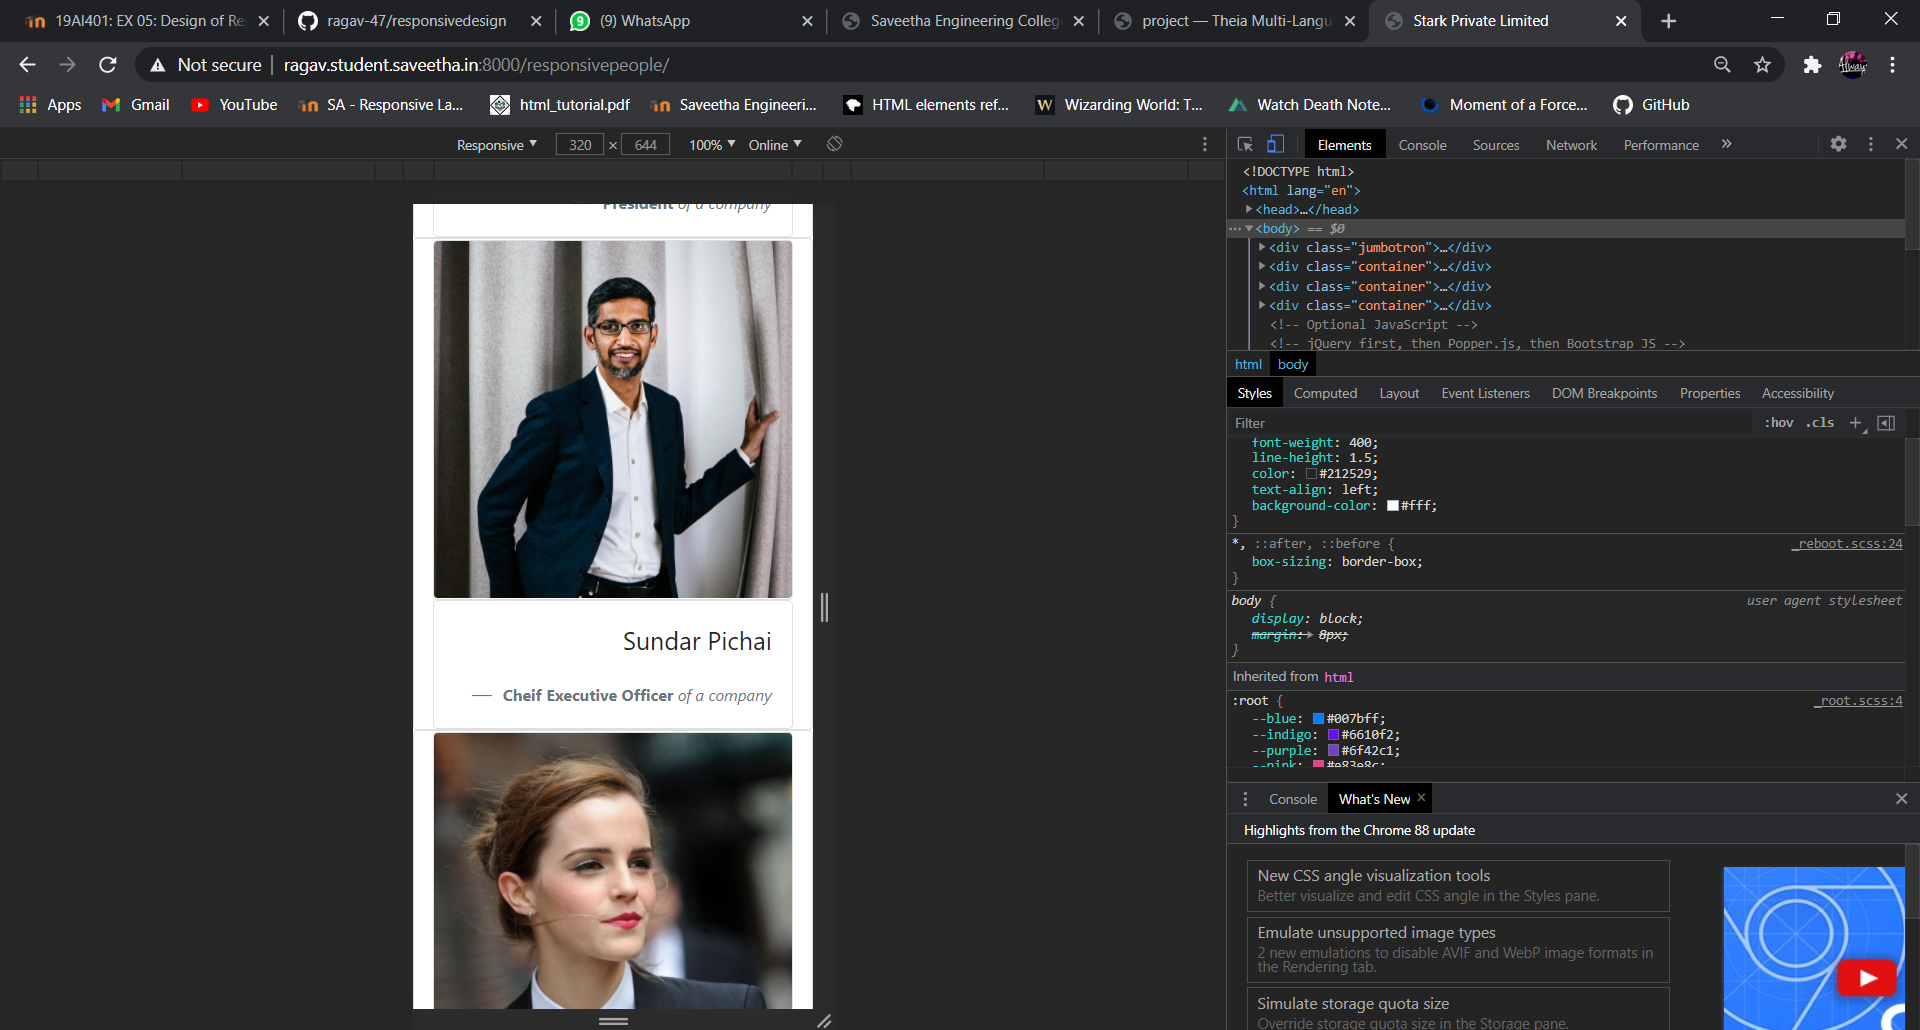 19AI401: EX 05: Design of Re
ragav-47/responsivedesign
9
(9) WhatsApp
Saveetha Engineering Colleg
project — Theia Multi-Langu
Stark Private Limited
Not secure
ragav.student.saveetha.in:8000/responsivepeople/
Apps
Gmail
YouTube
SA - Responsive La...
html_tutorial.pdf
Saveetha Engineeri...
HTML elements ref...
W
Wizarding World: T...
Watch Death Note...
Moment of a Force...
GitHub
Responsive
320 × 644
100%
Online
Elements
Console
Sources
Network
Performance
»
<!DOCTYPE html>
<html lang="en">
<head>…</head>
<body> == $0
<div class="jumbotron">…</div>
<div class="container">…</div>
<div class="container">…</div>
<div class="container">…</div>
<!-- Optional JavaScript -->
<!-- jQuery first, then Popper.js, then Bootstrap JS -->
html
body
Styles
Computed
Layout
Event Listeners
DOM Breakpoints
Properties
Accessibility
Filter
:hov .cls +
font-weight: 400;
line-height: 1.5;
color: #212529;
text-align: left;
background-color: #fff;
}
*, ::after, ::before {
_reboot.scss:24
box-sizing: border-box;
}
body {
user agent stylesheet
display: block;
margin: 8px;
}
Inherited from html
:root {
_root.scss:4
--blue: #007bff;
--indigo: #6610f2;
--purple: #6f42c1;
--pink: #e83e8c;
Console
What's New
Highlights from the Chrome 88 update
New CSS angle visualization tools
Better visualize and edit CSS angle in the Styles pane.
Emulate unsupported image types
2 new emulations to disable AVIF and WebP image formats in
the Rendering tab.
Simulate storage quota size
Override storage quota size in the Storage pane.
President of a company
Sundar Pichai
— Cheif Executive Officer of a company